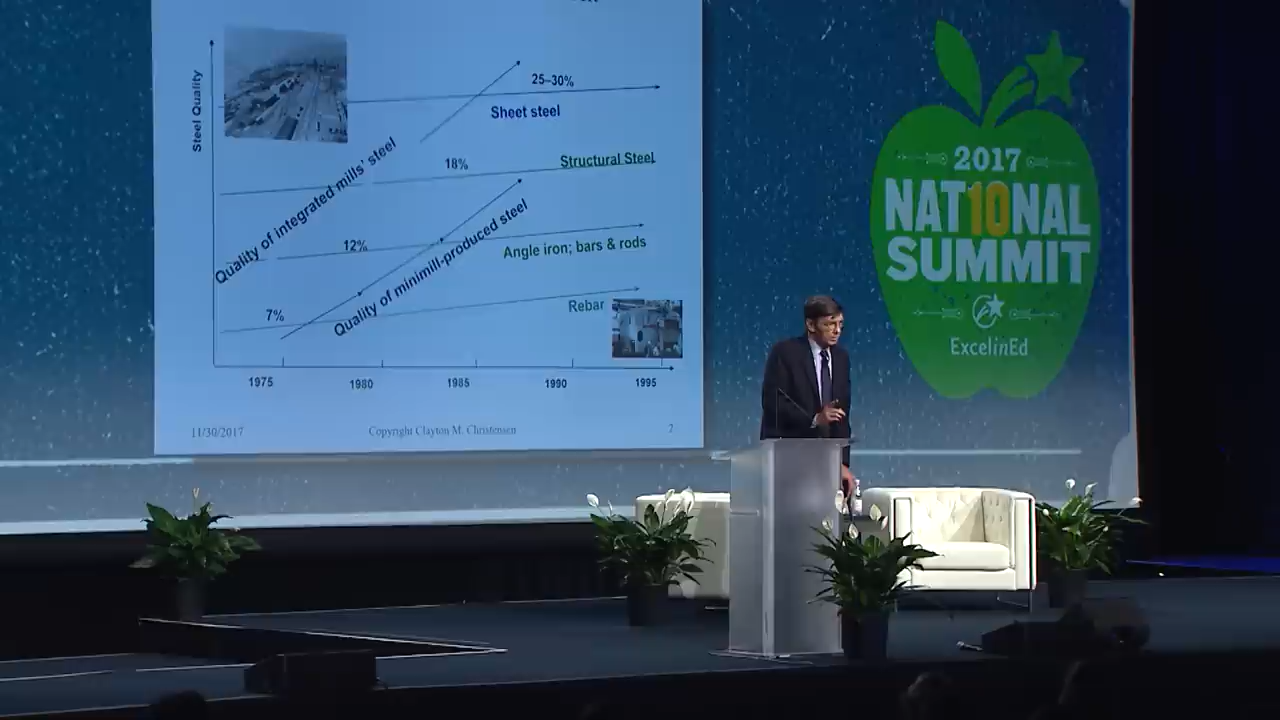 25–30%
Steel Quality
Sheet steel
Quality of integrated mills' steel
18%
Structural Steel
Quality of minimill-produced steel
12%
Angle iron; bars & rods
7%
Rebar
1975
1980
1985
1990
1995
11/30/2017
Copyright Clayton M. Christensen
2
2017
NAT10NAL
SUMMIT
ExcelinEd